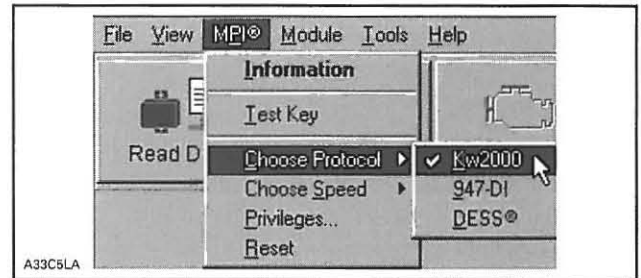 File View MPI® Module Tools Help
Information
Test Key
Read D
Choose Protocol
Kw2000
Choose Speed
947-DI
Privileges...
DESS®
Reset
A33C5LA